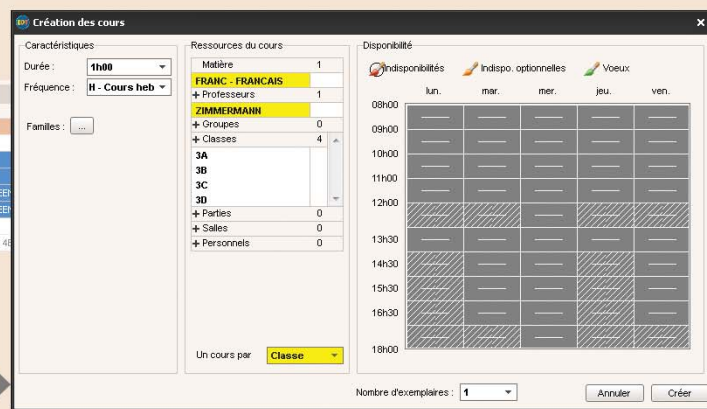 Création des cours
Caractéristiques
Durée : 1h00
Fréquence : H - Cours heb
Familles : ...
Ressources du cours
Matière 1
FRANC - FRANCAIS
+ Professeurs 1
ZIMMERMANN
+ Groupes 0
+ Classes 4
3A
3B
3C
3D
+ Parties 0
+ Salles 0
+ Personnels 0
Un cours par Classe
Disponibilité
Indisponibilités Indispo. optionnelles Voeux
lun. mar. mer. jeu. ven.
08h00
09h00
10h00
11h00
12h00
13h30
14h30
15h30
16h30
18h00
Nombre d'exemplaires : 1 Annuler Créer